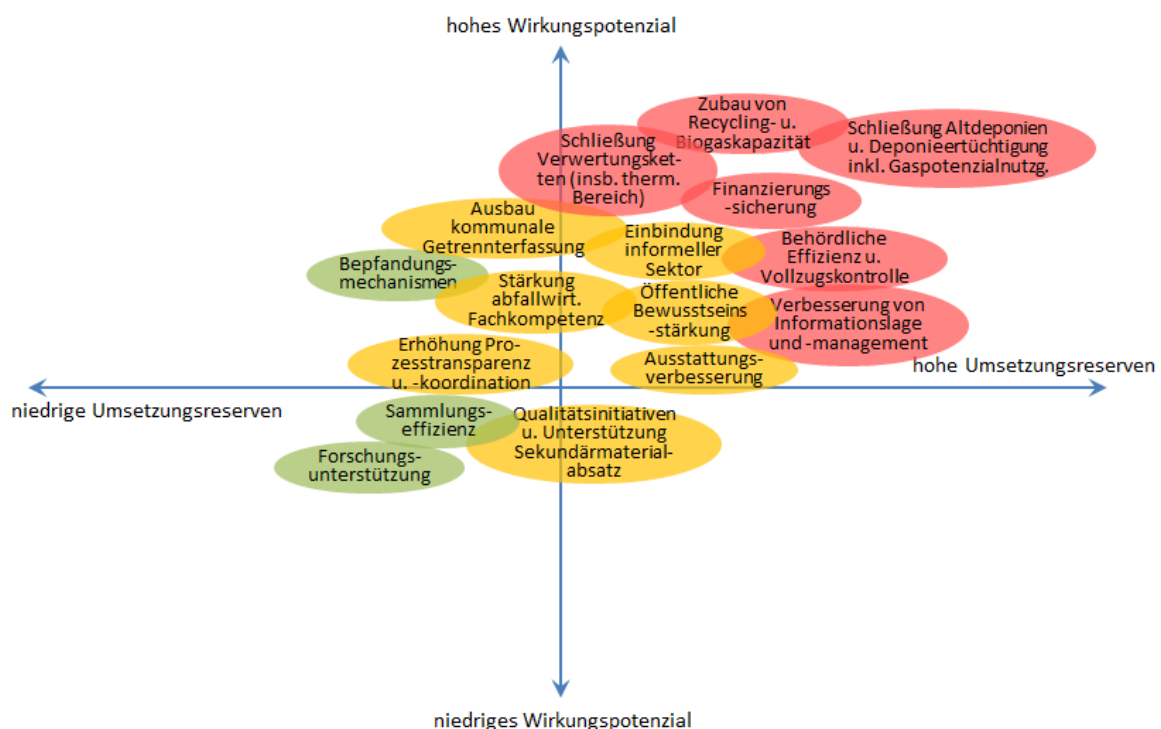 hohes Wirkungspotenzial
Zubau von
Recycling- u.
Biogaskapazität
Schließung Altdeponien
u. Deponieertüchtigung
inkl. Gaspotenzialnutzg.
Schließung
Verwertungsket-
ten (insb. therm.
Bereich)
Finanzierungs
-sicherung
Ausbau
kommunale
Getrennterfassung
Einbindung
informeller
Sektor
Behördliche
Effizienz u.
Vollzugskontrolle
Bepfandungs-
mechanismen
Stärkung
abfallwirt.
Fachkompetenz
Öffentliche
Bewusstseins
-stärkung
Verbesserung von
Informationslage
und -management
Erhöhung Pro-
zesstransparenz
u. -koordination
Ausstattungs-
verbesserung
hohe Umsetzungsreserven
niedrige Umsetzungsreserven
Sammlungs-
effizienz
Qualitätsinitiativen
u. Unterstützung
Sekundärmaterial-
absatz
Forschungs-
unterstützung
niedriges Wirkungspotenzial